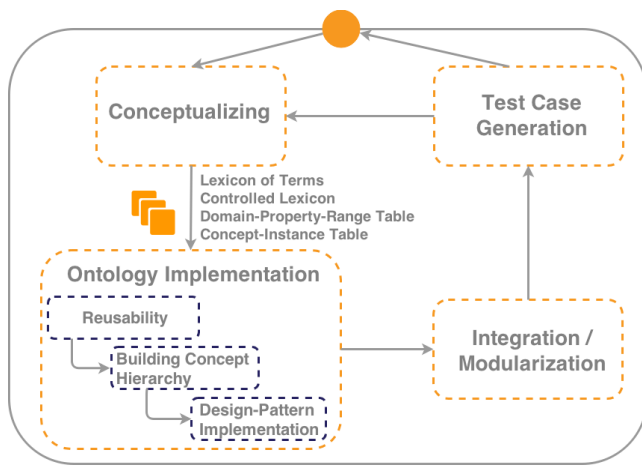 Conceptualizing
Test Case
Generation
Lexicon of Terms
Controlled Lexicon
Domain-Property-Range Table
Concept-Instance Table
Ontology Implementation
Reusability
Building Concept
Hierarchy
Design-Pattern
Implementation
Integration /
Modularization